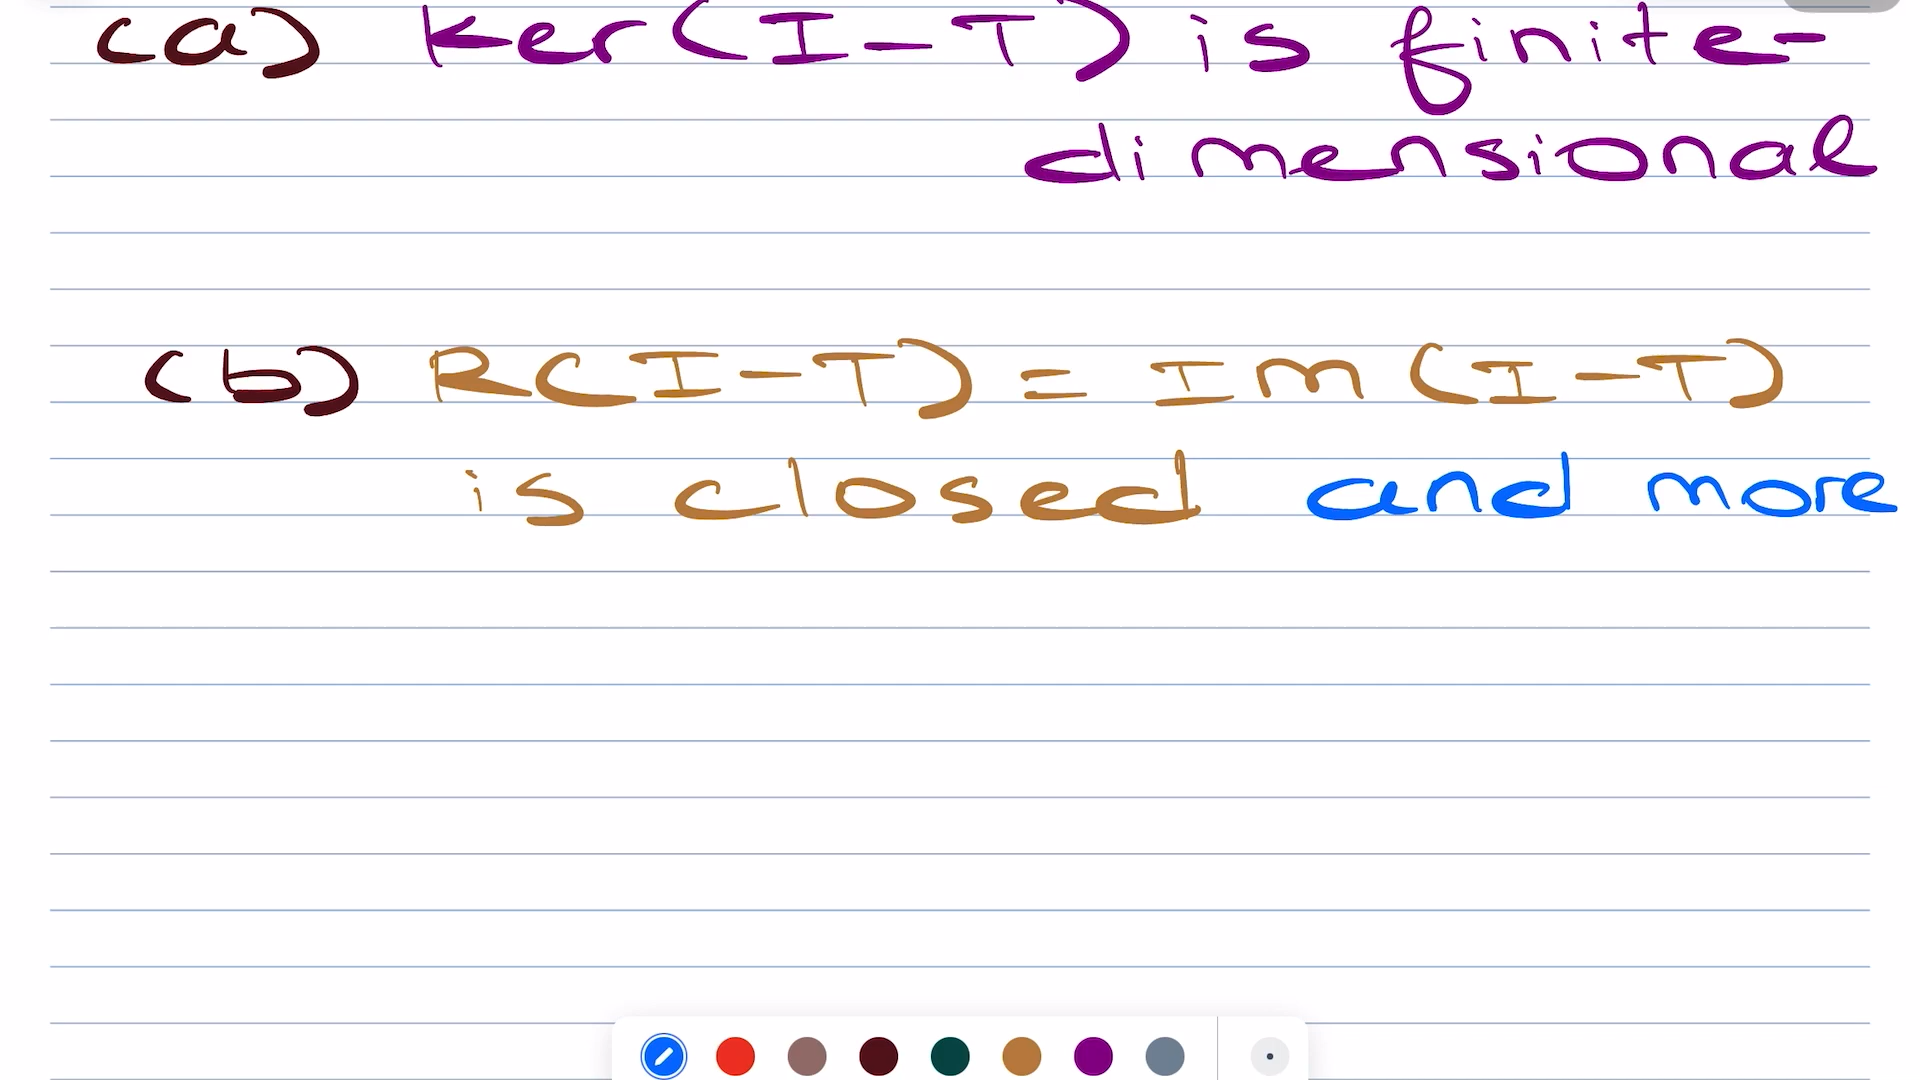 (a) Ker(I-T) is finite-
dimensional
(b) R(I-T) = Im(I-T)
is closed and more